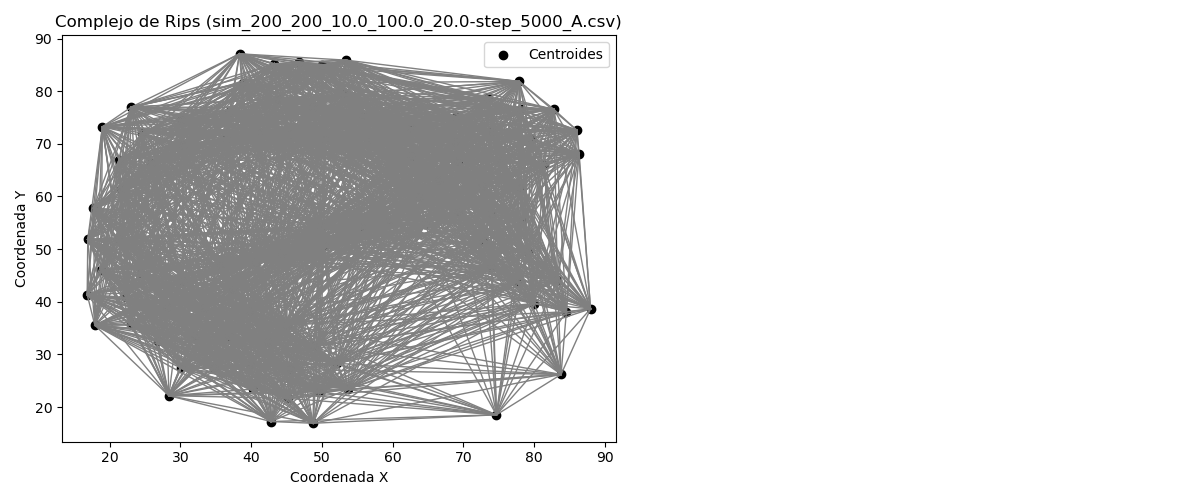 Complejo de Rips (sim_200_200_10.0_100.0_20.0-step_5000_A.csv)
Centroides
Coordenada Y
90
80
70
60
50
40
30
20
20 30 40 50 60 70 80 90
Coordenada X